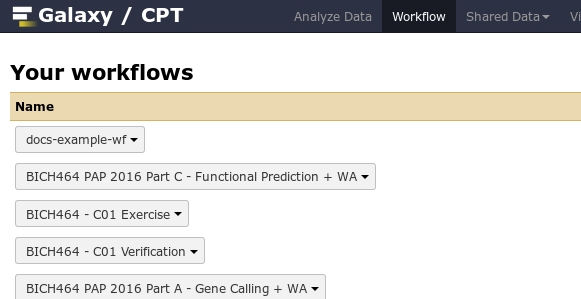 Galaxy / CPT Analyze Data Workflow Shared Data
Your workflows
Name
docs-example-wf
BICH464 PAP 2016 Part C - Functional Prediction + WA
BICH464 - C01 Exercise
BICH464 - C01 Verification
BICH464 PAP 2016 Part A - Gene Calling + WA